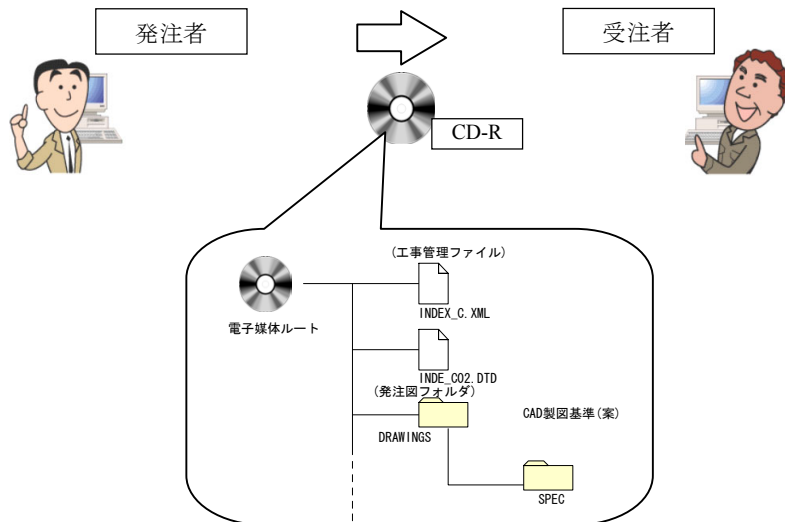 発注者
受注者
CD-R
(工事管理ファイル)
INDEX_C.XML
電子媒体ルート
INDE_C02.DTD
(発注図フォルダ)
DRAWINGS
CAD製図基準(案)
SPEC